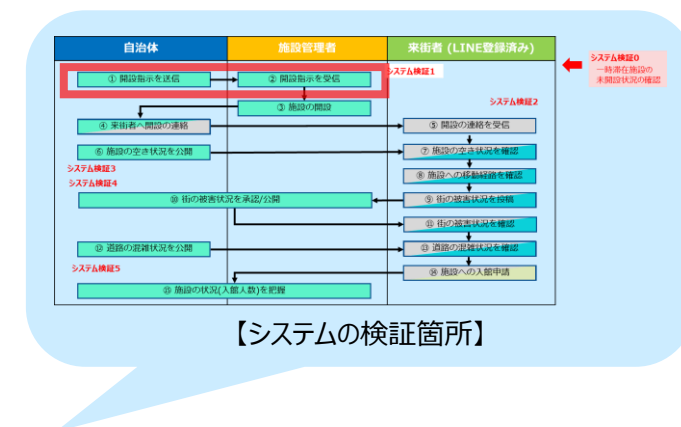 自治体 施設管理者 来街者 (LINE登録済み)
システム検証0
一時滞在施設の
未開設状況の確認
システム検証1
① 開設指示を送信 ② 開設指示を受信
③ 施設の開設
システム検証2
④ 来街者へ開設の連絡 ⑤ 開設の連絡を受信
⑥ 施設の空き状況を公開 ⑦ 施設の空き状況を確認
システム検証3
⑧ 施設への移動経路を確認
システム検証4
⑩ 街の被害状況を承認/公開 ⑨ 街の被害状況を投稿
⑪ 街の被害状況を確認
⑫ 道路の混雑状況を公開 ⑬ 道路の混雑状況を確認
システム検証5
⑭ 施設への入館申請
⑮ 施設の状況(入館人数)を把握
【システムの検証箇所】